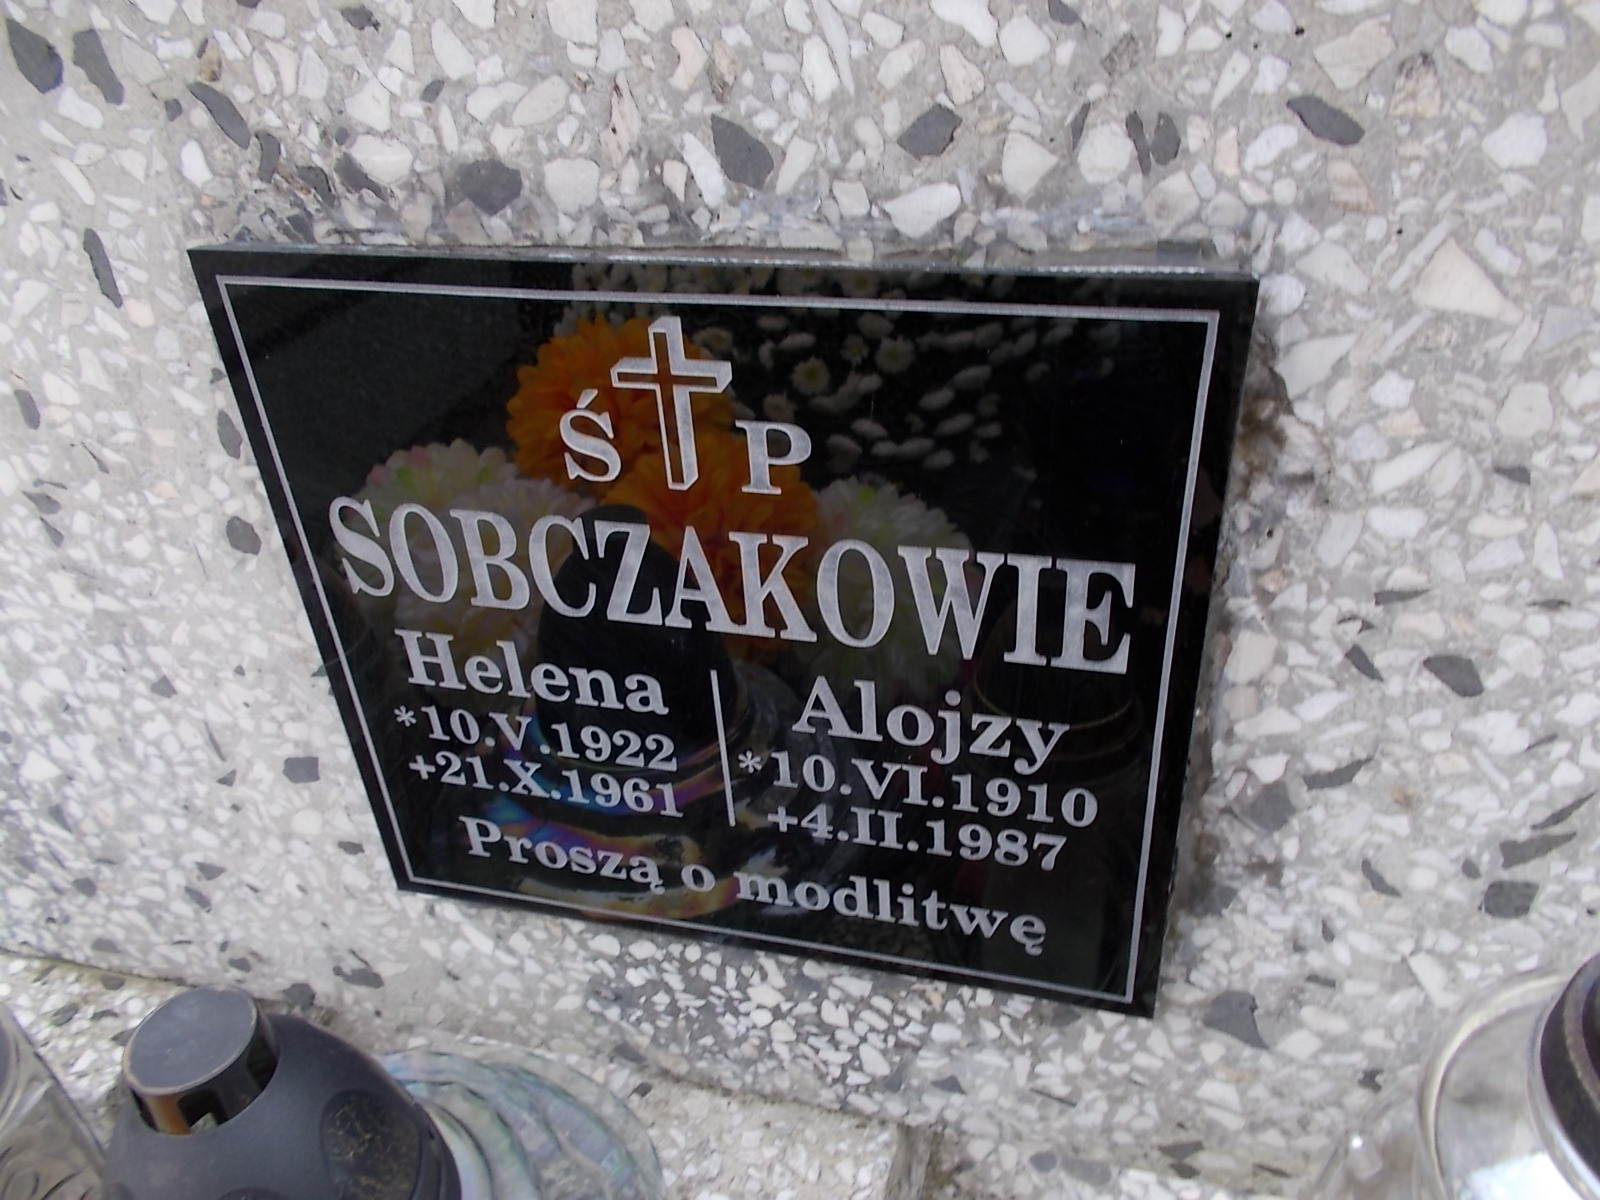 Ś P
SOBCZAKOWIE
Helena
*10.V.1922
+21.X.1961
Alojzy
*10.VI.1910
+4.II.1987
Proszą o modlitwę